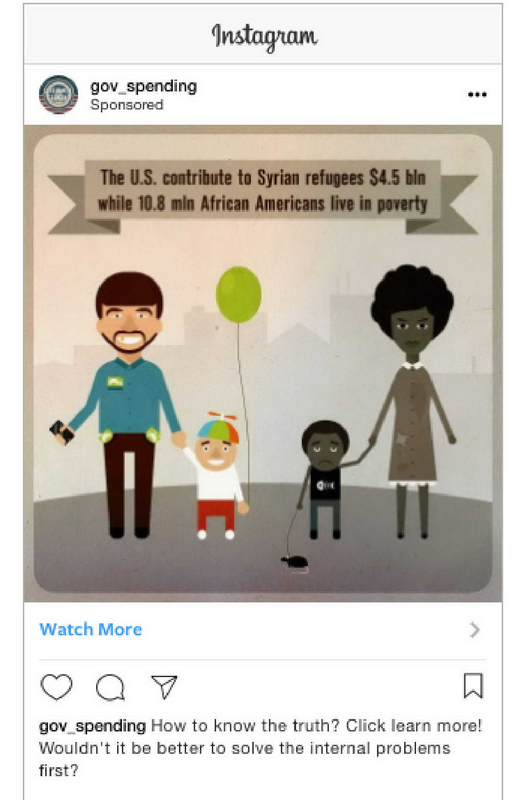 Instagram
gov_spending
Sponsored
The U.S. contribute to Syrian refugees $4.5 bln
while 10.8 mln African Americans live in poverty
Watch More
gov_spending How to know the truth? Click learn more!
Wouldn't it be better to solve the internal problems
first?